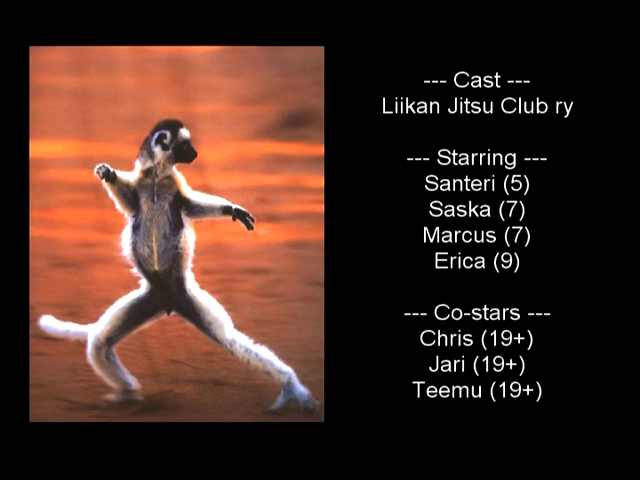 --- Cast ---
Liikan Jitsu Club ry
--- Starring ---
Santeri (5)
Saska (7)
Marcus (7)
Erica (9)
--- Co-stars ---
Chris (19+)
Jari (19+)
Teemu (19+)